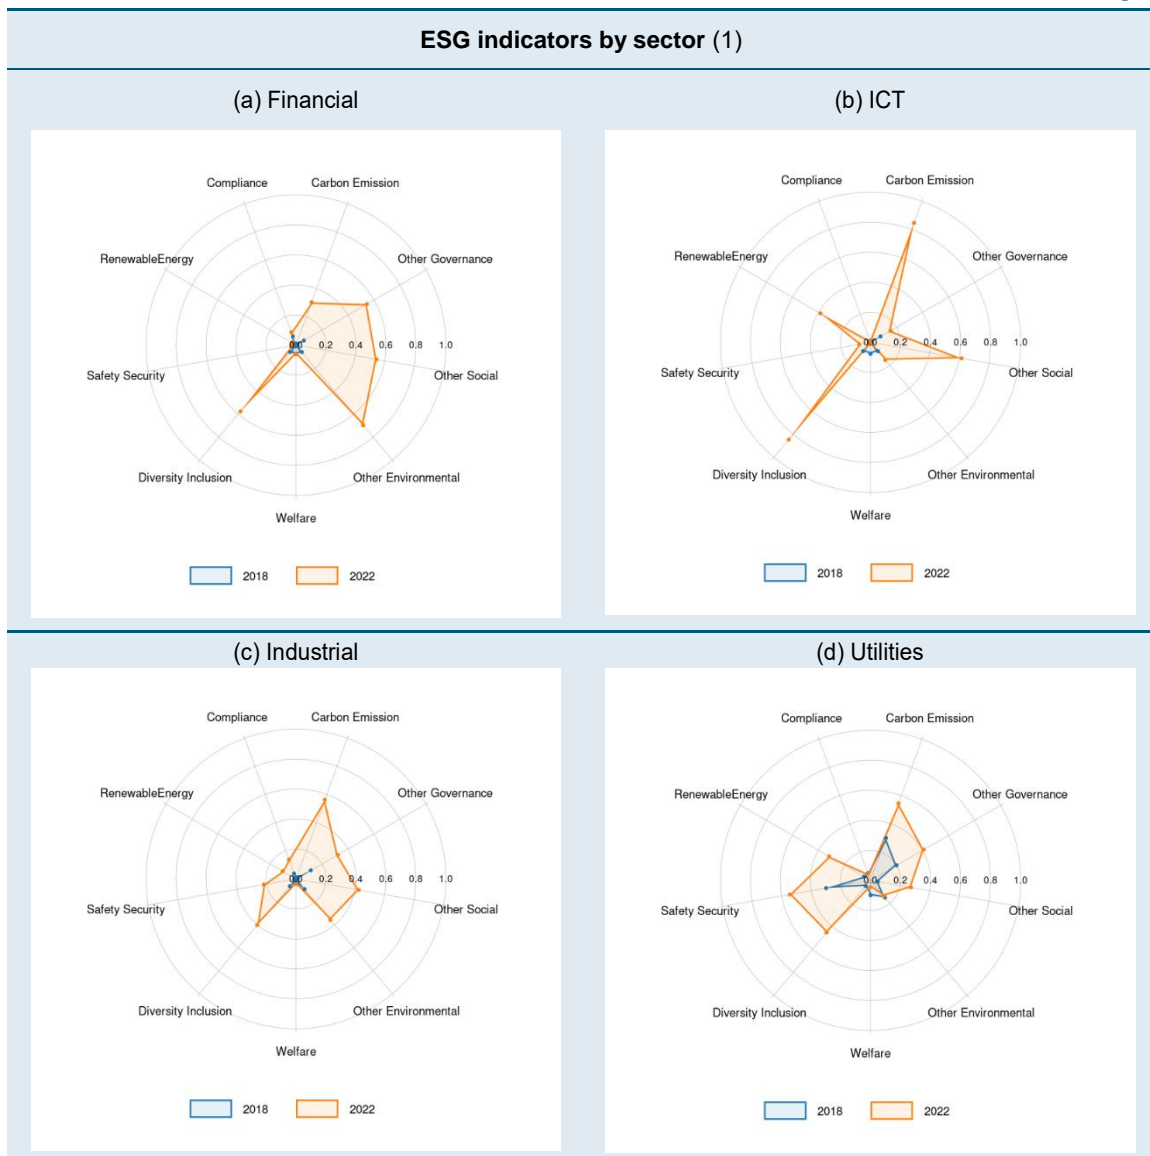 ESG indicators by sector (1)
(a) Financial
(b) ICT
Compliance Carbon Emission
RenewableEnergy Other Governance
0.0 0.2 0.4 0.6 0.8 1.0
Safety Security Other Social
Diversity Inclusion Other Environmental
Welfare
2018 2022
Compliance Carbon Emission
RenewableEnergy Other Governance
0.0 0.2 0.4 0.6 0.8 1.0
Safety Security Other Social
Diversity Inclusion Other Environmental
Welfare
2018 2022
(c) Industrial
(d) Utilities
Compliance Carbon Emission
RenewableEnergy Other Governance
0.0 0.2 0.4 0.6 0.8 1.0
Safety Security Other Social
Diversity Inclusion Other Environmental
Welfare
2018 2022
Compliance Carbon Emission
RenewableEnergy Other Governance
0.0 0.2 0.4 0.6 0.8 1.0
Safety Security Other Social
Diversity Inclusion Other Environmental
Welfare
2018 2022